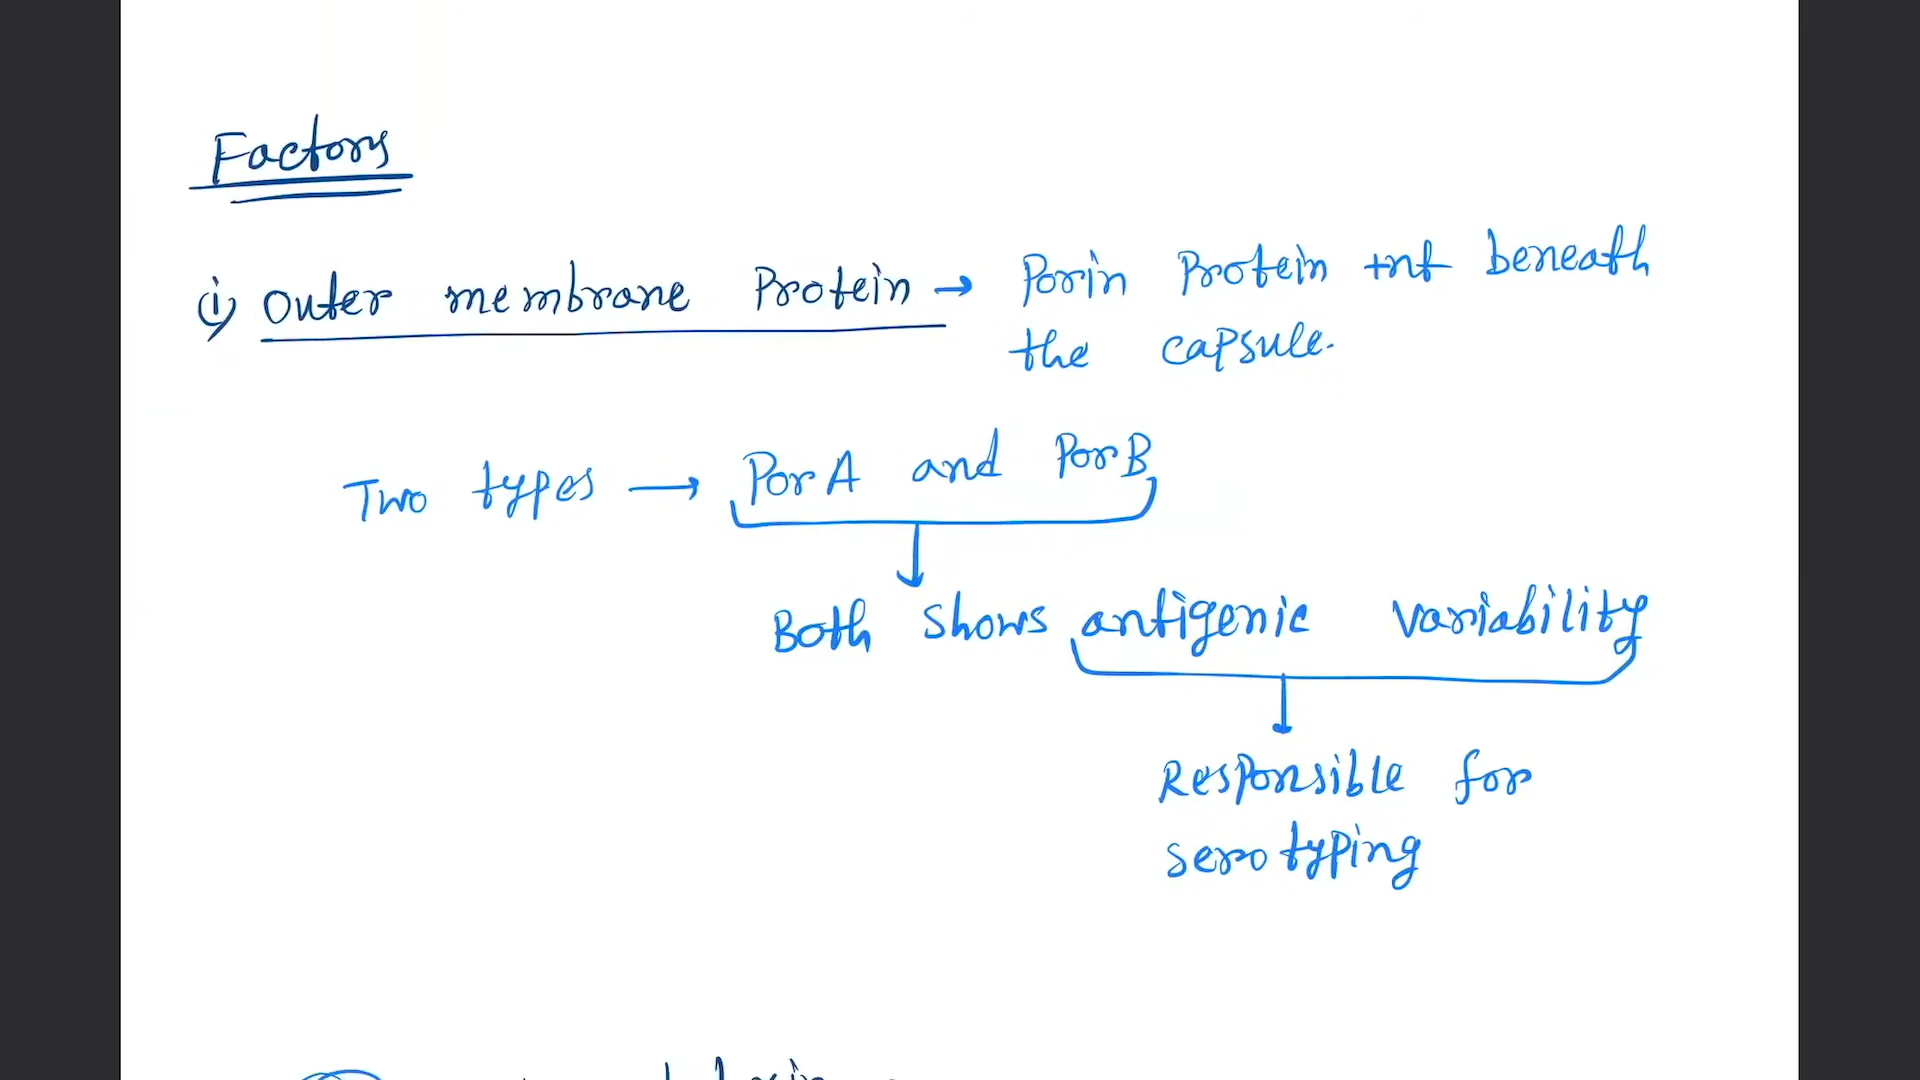 Factors
(i) Outer membrane Protein → Porin Protein +nt beneath
the capsule.
Two types → Por A and Por B
Both shows antigenic variability
Responsible for
serotyping